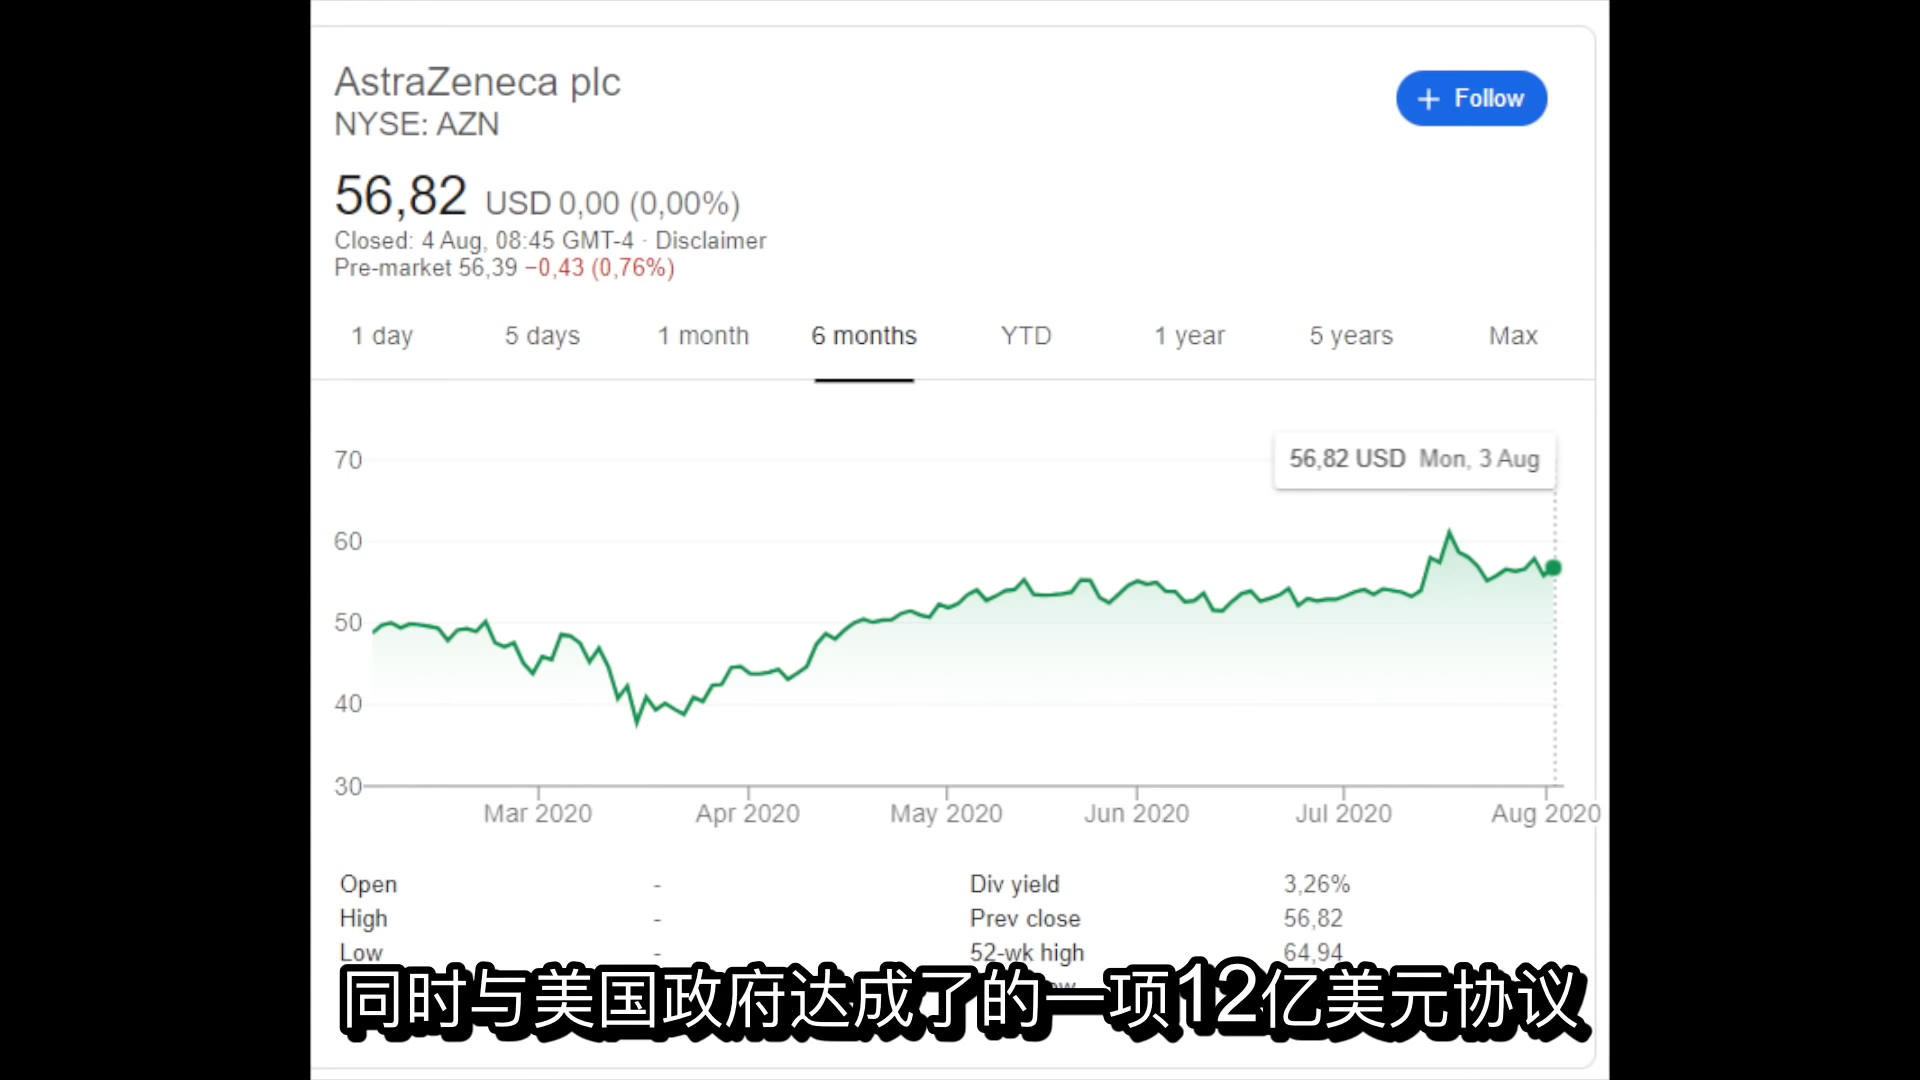 AstraZeneca plc
NYSE: AZN
+ Follow
56,82 USD 0,00 (0,00%)
Closed: 4 Aug, 08:45 GMT-4 · Disclaimer
Pre-market 56,39 −0,43 (0,76%)
1 day 5 days 1 month 6 months YTD 1 year 5 years Max
56,82 USD Mon, 3 Aug
70
60
50
40
30
Mar 2020 Apr 2020 May 2020 Jun 2020 Jul 2020 Aug 2020
Open - Div yield 3,26%
High - Prev close 56,82
Low - 52-wk high 64,94
同时与美国政府达成了的一项12亿美元协议